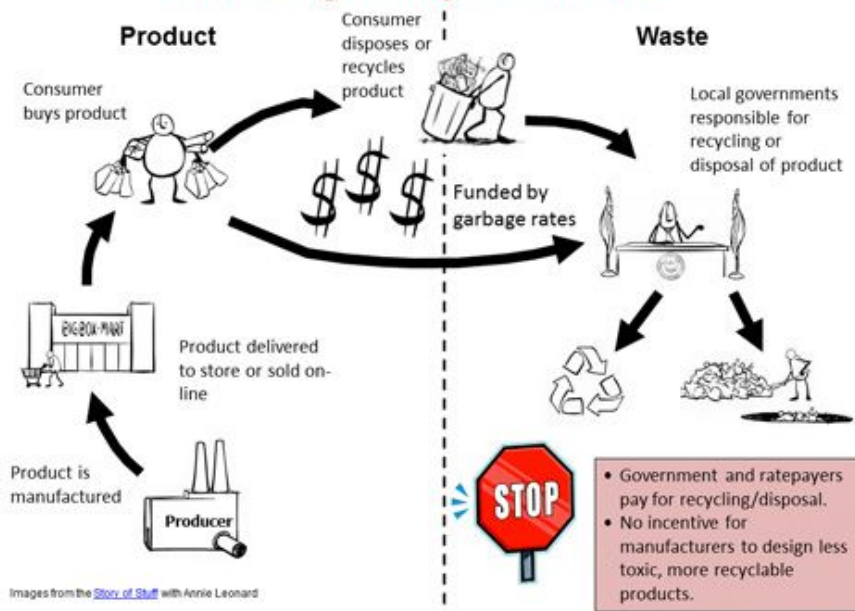 Product
Waste
Consumer
buys product
Consumer
disposes or
recycles
product
Local governments
responsible for
recycling or
disposal of product
$ $ $
Funded by
garbage rates
BIG-BOX-MART
Product delivered
to store or sold on-
line
Product is
manufactured
Producer
STOP
• Government and ratepayers
pay for recycling/disposal.
• No incentive for
manufacturers to design less
toxic, more recyclable
products.
Images from the Story of Stuff with Annie Leonard